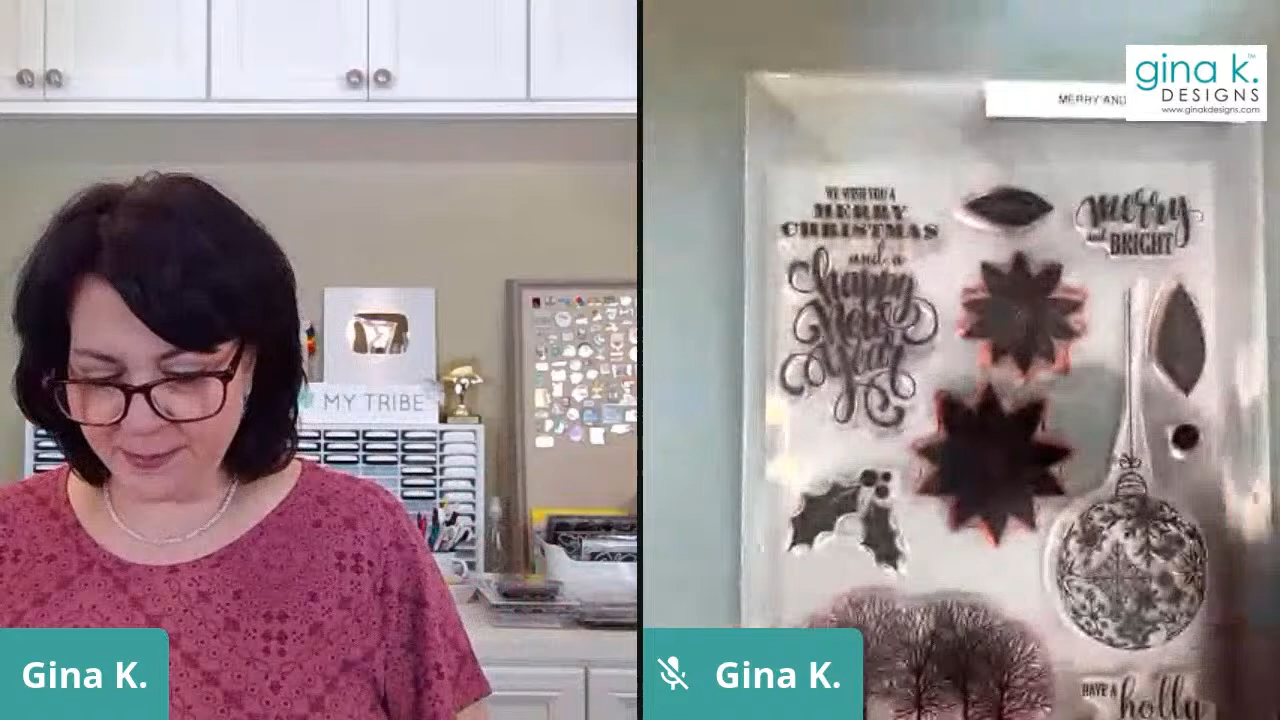 gina k.
DESIGNS
www.ginakdesigns.com
MERRY AND
WE WISH YOU A
MERRY
CHRISTMAS
and a
happy
New
Year
merry
and
BRIGHT
MY TRIBE
HAVE A holly
Gina K.
Gina K.